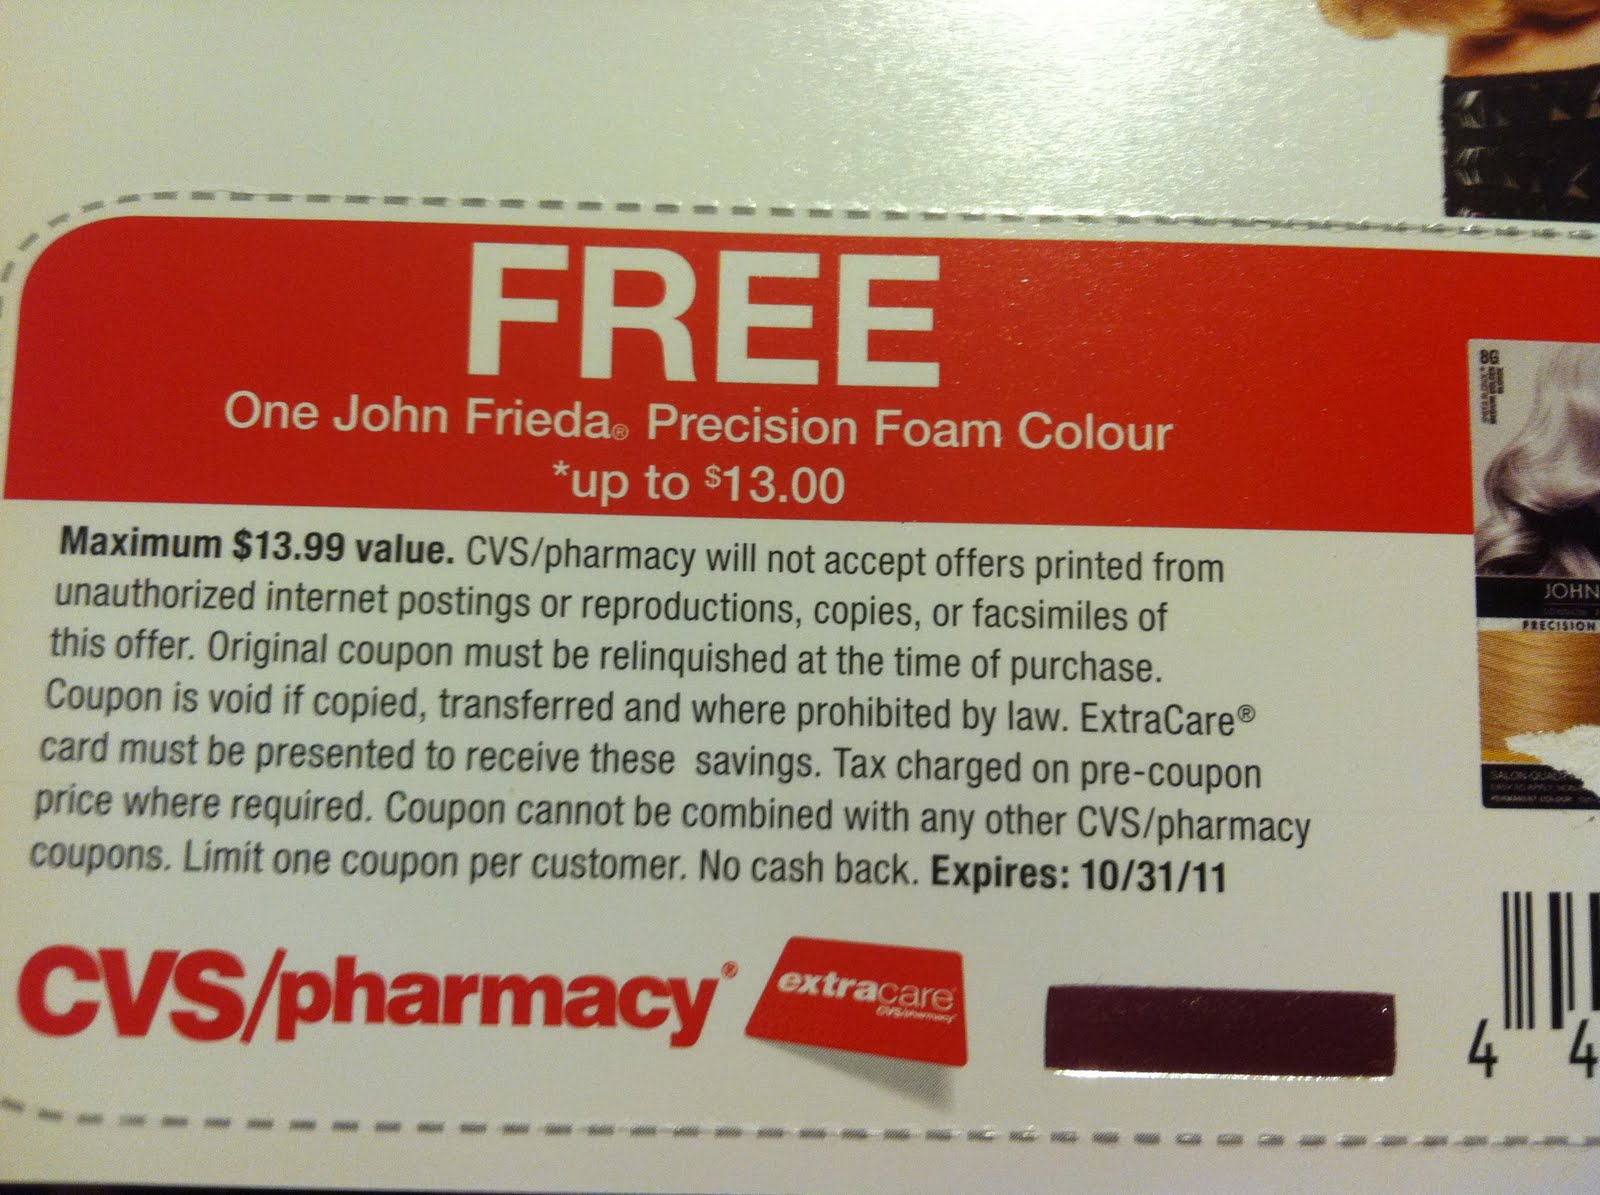 FREE
One John Frieda® Precision Foam Colour
*up to $13.00
Maximum $13.99 value. CVS/pharmacy will not accept offers printed from
unauthorized internet postings or reproductions, copies, or facsimiles of
this offer. Original coupon must be relinquished at the time of purchase.
Coupon is void if copied, transferred and where prohibited by law. ExtraCare®
card must be presented to receive these savings. Tax charged on pre-coupon
price where required. Coupon cannot be combined with any other CVS/pharmacy
coupons. Limit one coupon per customer. No cash back. Expires: 10/31/11
CVS/pharmacy®
extracare
CVS/pharmacy
8G
JOHN
PRECISION
4 4